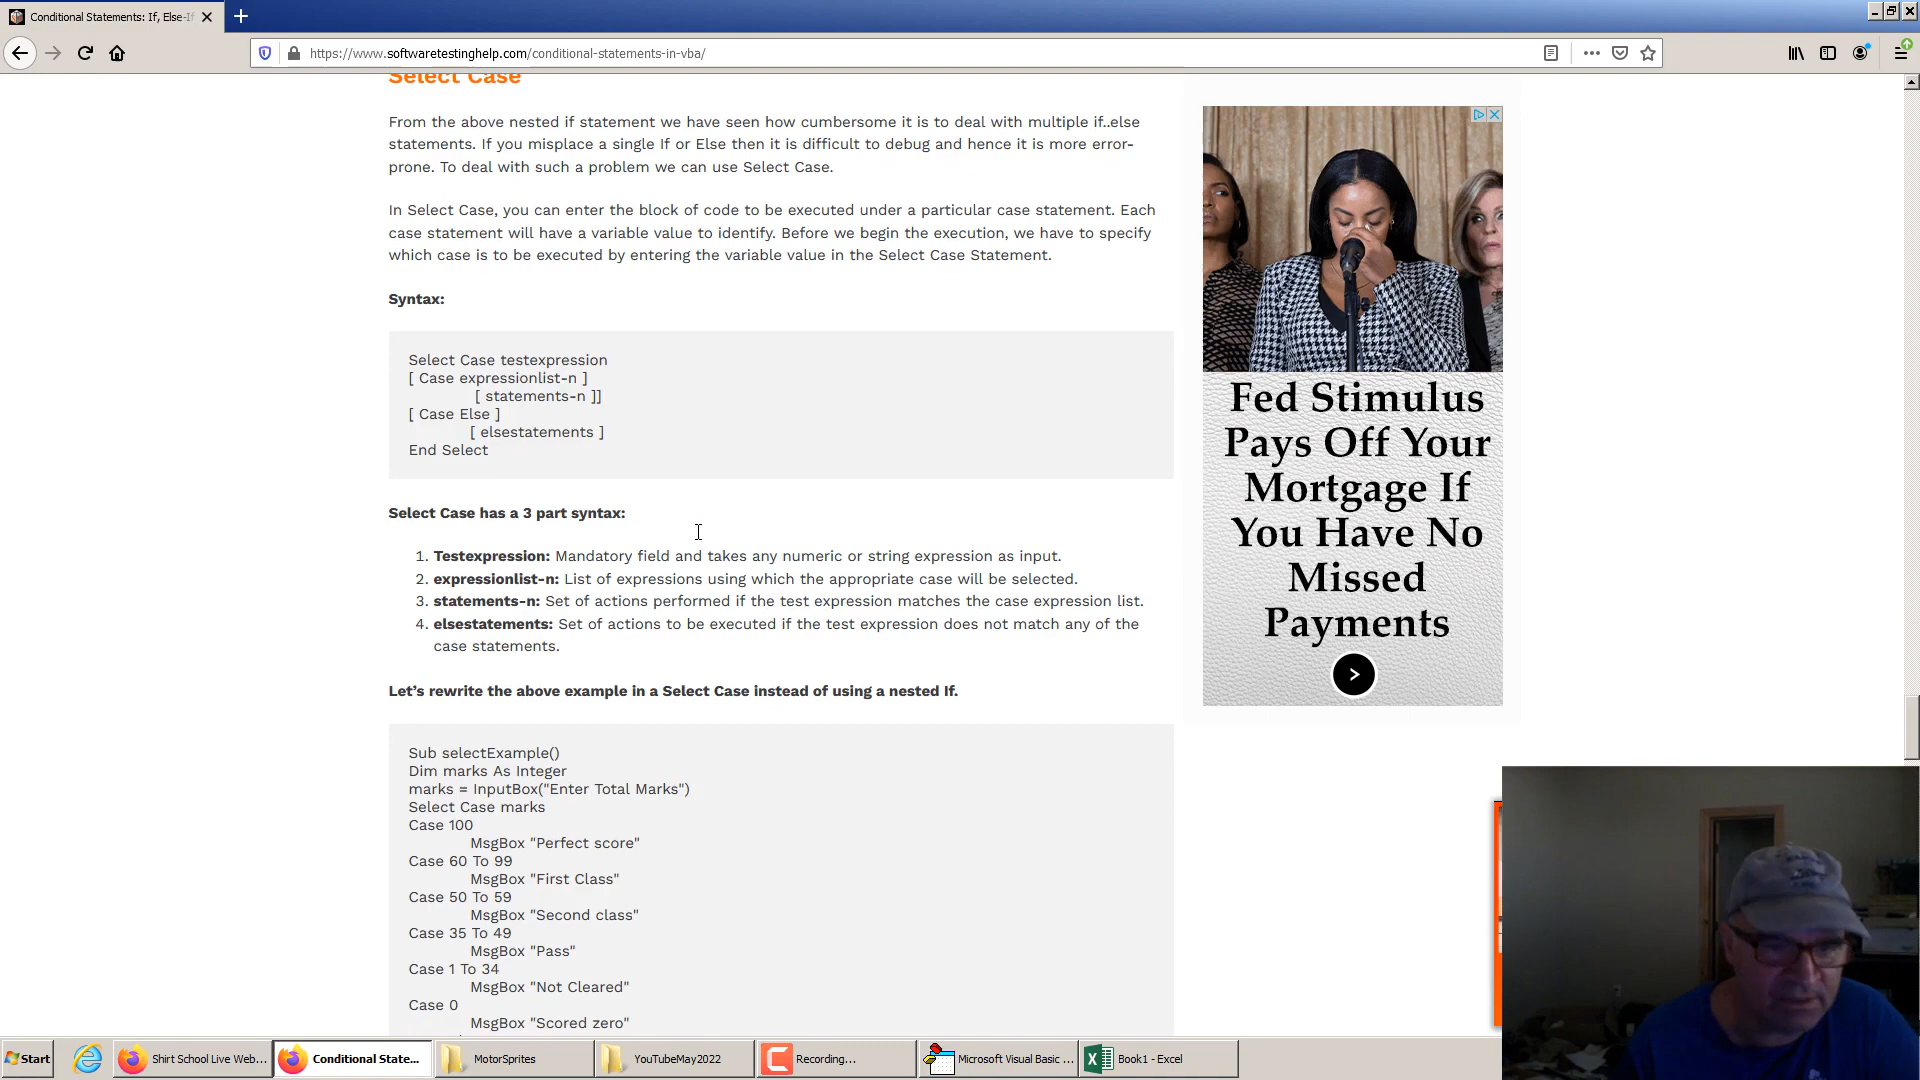 Conditional Statements: If, Else-If
https://www.softwaretestinghelp.com/conditional-statements-in-vba/
Select Case
From the above nested if statement we have seen how cumbersome it is to deal with multiple if..else
statements. If you misplace a single If or Else then it is difficult to debug and hence it is more error-
prone. To deal with such a problem we can use Select Case.
In Select Case, you can enter the block of code to be executed under a particular case statement. Each
case statement will have a variable value to identify. Before we begin the execution, we have to specify
which case is to be executed by entering the variable value in the Select Case Statement.
Syntax:
Select Case testexpression
[ Case expressionlist-n ]
[ statements-n ]]
[ Case Else ]
[ elsestatements ]
End Select
Select Case has a 3 part syntax:
1. Testexpression: Mandatory field and takes any numeric or string expression as input.
2. expressionlist-n: List of expressions using which the appropriate case will be selected.
3. statements-n: Set of actions performed if the test expression matches the case expression list.
4. elsestatements: Set of actions to be executed if the test expression does not match any of the
case statements.
Let's rewrite the above example in a Select Case instead of using a nested If.
Sub selectExample()
Dim marks As Integer
marks = InputBox("Enter Total Marks")
Select Case marks
Case 100
MsgBox "Perfect score"
Case 60 To 99
MsgBox "First Class"
Case 50 To 59
MsgBox "Second class"
Case 35 To 49
MsgBox "Pass"
Case 1 To 34
MsgBox "Not Cleared"
Case 0
MsgBox "Scored zero"
Fed Stimulus
Pays Off Your
Mortgage If
You Have No
Missed
Payments
Start
Shirt School Live Web...
Conditional State...
MotorSprites
YouTubeMay2022
Recording...
Microsoft Visual Basic ...
Book1 - Excel